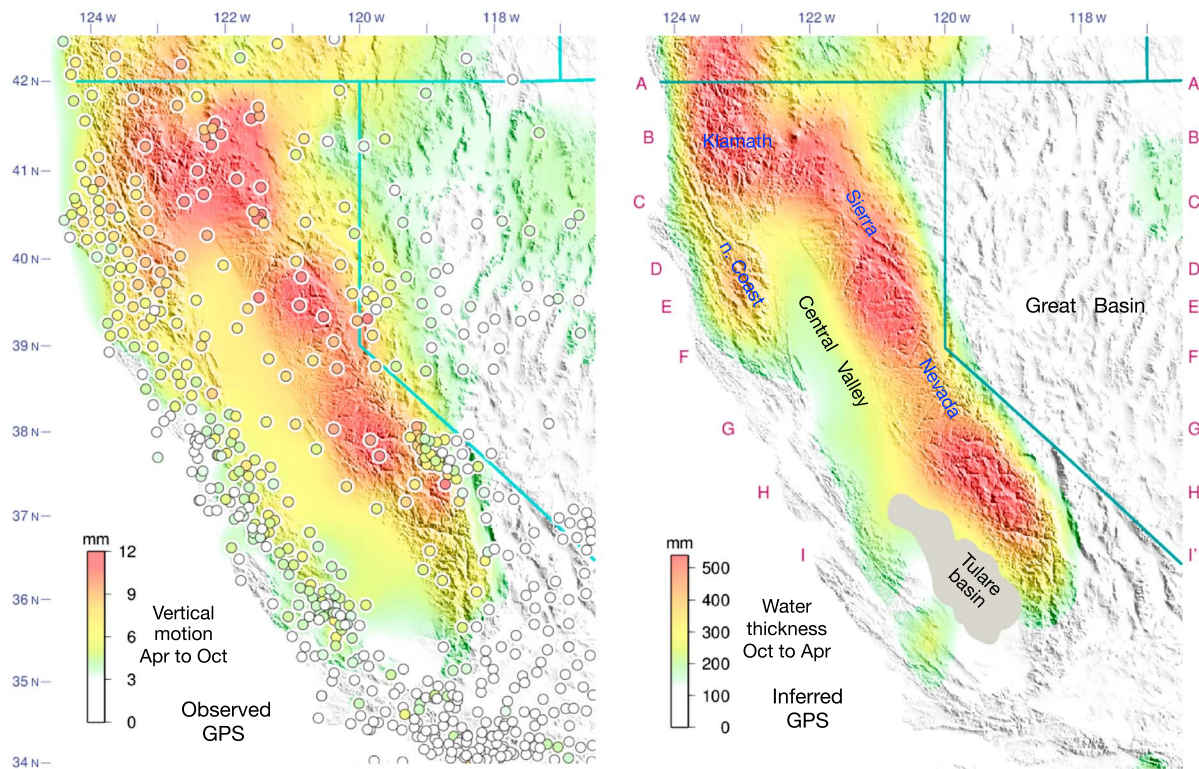 124 W 122 W 120 W 118 W
124 W 122 W 120 W 118 W
42 N
41 N
40 N
39 N
38 N
37 N
36 N
35 N
34 N
mm
12
9
6
3
0
Vertical
motion
Apr to Oct
Observed
GPS
A A'
B B'
C C'
D D'
E E'
F F'
G G'
H H'
I I'
Klamath
Sierra
n. Coast
Great Basin
Central Valley
Nevada
Tulare
basin
mm
500
400
300
200
100
0
Water
thickness
Oct to Apr
Inferred
GPS